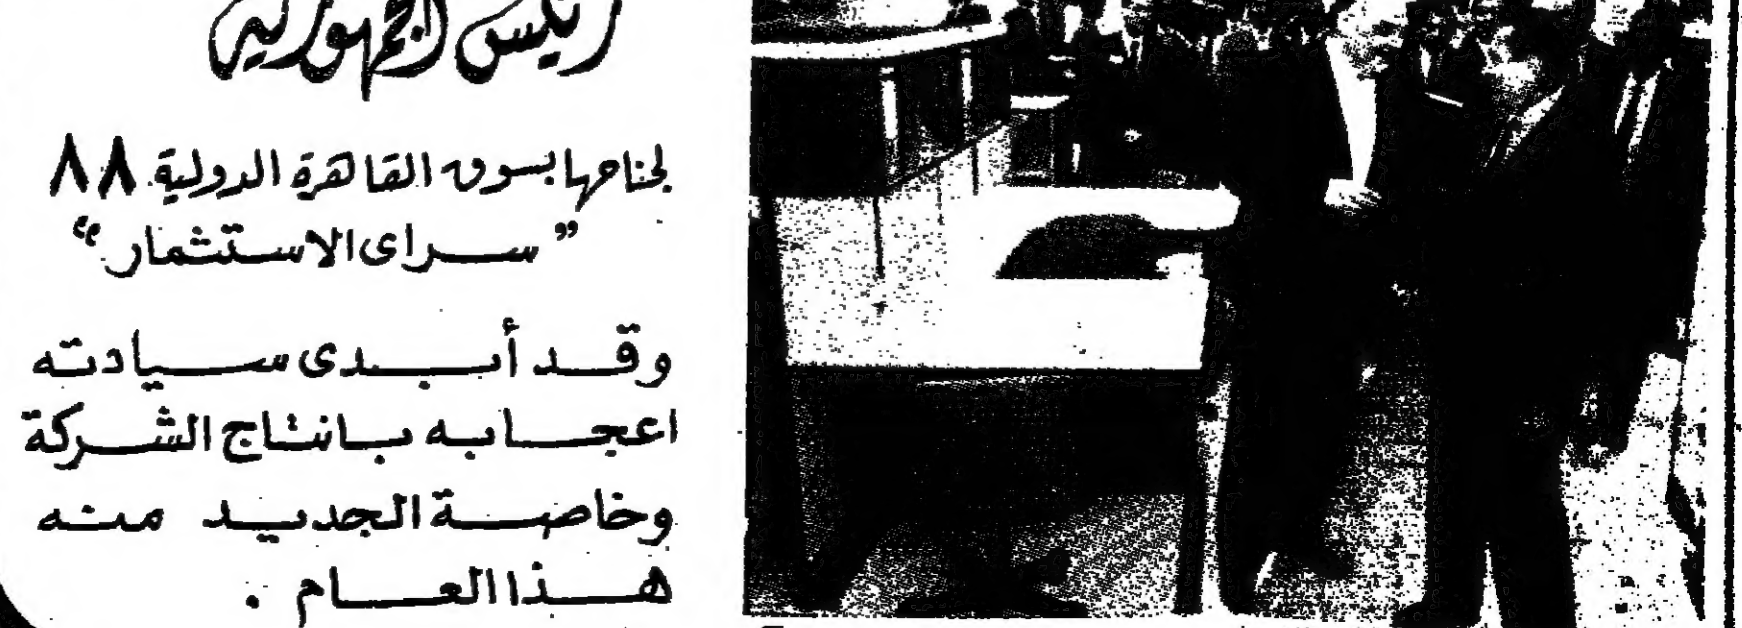 رئيس الجمهورية
لجناحها بسوق القاهرة الدولية ٨٨
”سراى الاستثمار“
وقد أبدى سيادته
اعجابه بانتاج الشركة
وخاصة الجديد منه
هذا العام .